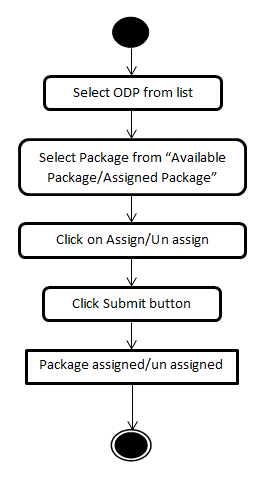 Select ODP from list
Select Package from “Available
Package/Assigned Package”
Click on Assign/Un assign
Click Submit button
Package assigned/un assigned